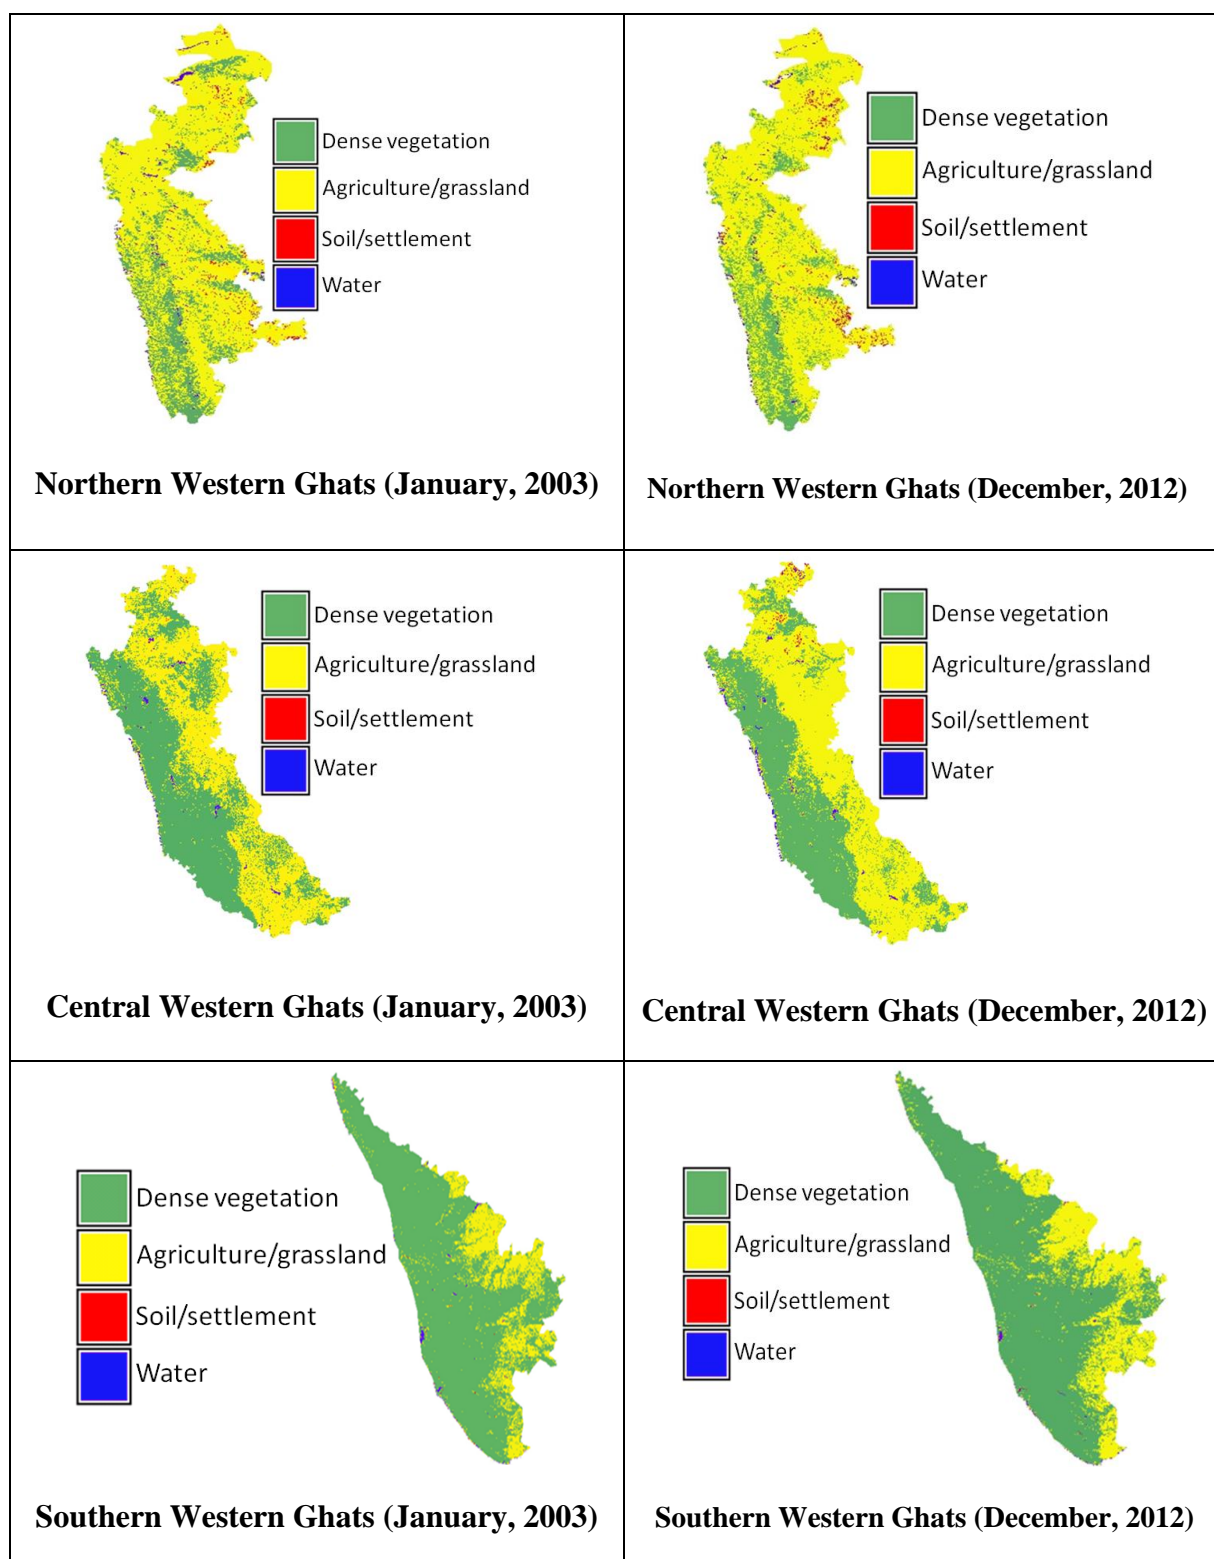 Dense vegetation
Agriculture/grassland
Soil/settlement
Water
Northern Western Ghats (January, 2003)
Dense vegetation
Agriculture/grassland
Soil/settlement
Water
Northern Western Ghats (December, 2012)
Dense vegetation
Agriculture/grassland
Soil/settlement
Water
Central Western Ghats (January, 2003)
Dense vegetation
Agriculture/grassland
Soil/settlement
Water
Central Western Ghats (December, 2012)
Dense vegetation
Agriculture/grassland
Soil/settlement
Water
Southern Western Ghats (January, 2003)
Dense vegetation
Agriculture/grassland
Soil/settlement
Water
Southern Western Ghats (December, 2012)